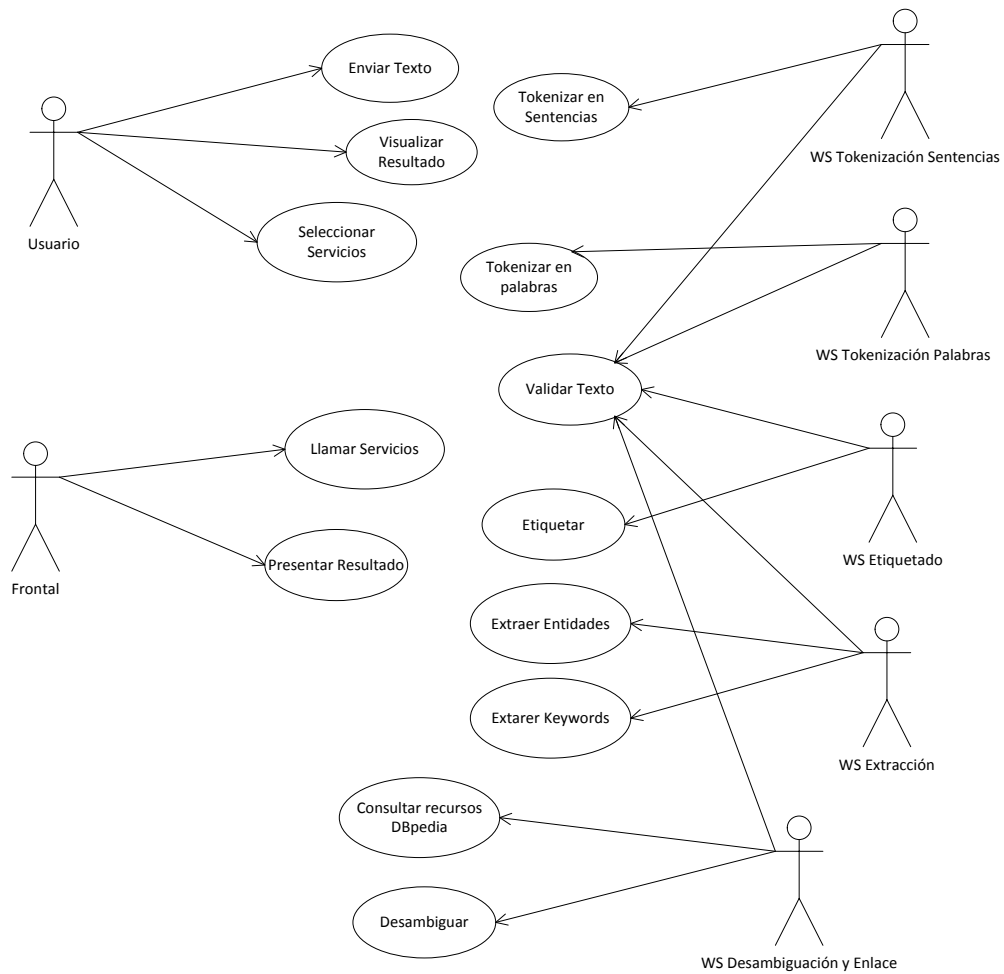 Enviar Texto
Tokenizar en
Sentencias
WS Tokenización Sentencias
Visualizar
Resultado
Usuario
Seleccionar
Servicios
Tokenizar en
palabras
WS Tokenización Palabras
Validar Texto
Llamar Servicios
Etiquetar
WS Etiquetado
Presentar Resultado
Frontal
Extraer Entidades
Extarer Keywords
WS Extracción
Consultar recursos
DBpedia
Desambiguar
WS Desambiguación y Enlace